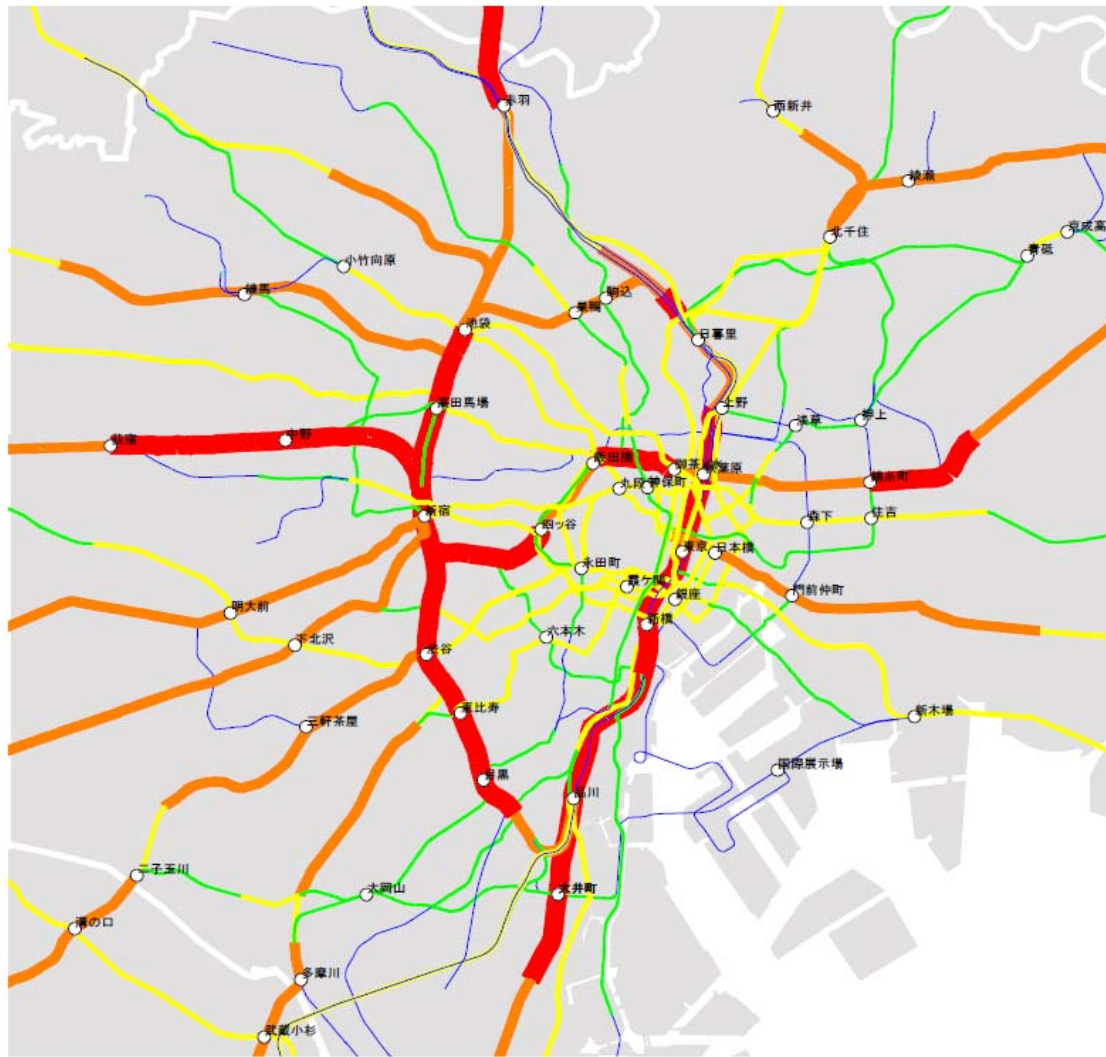 赤羽
西新井
綾瀬
北千住
京成高
青砥
小竹向原
練馬
駒込
巣鴨
池袋
日暮里
高田馬場
上野
浅草
押上
荻窪
中野
飯田橋
御茶ノ水
秋葉原
錦糸町
九段
神保町
新宿
森下
住吉
四ッ谷
東京
日本橋
永田町
霞ケ関
銀座
門前仲町
明大前
新橋
下北沢
六本木
渋谷
恵比寿
三軒茶屋
新木場
目黒
国際展示場
品川
二子玉川
大岡山
大井町
溝の口
多摩川
武蔵小杉